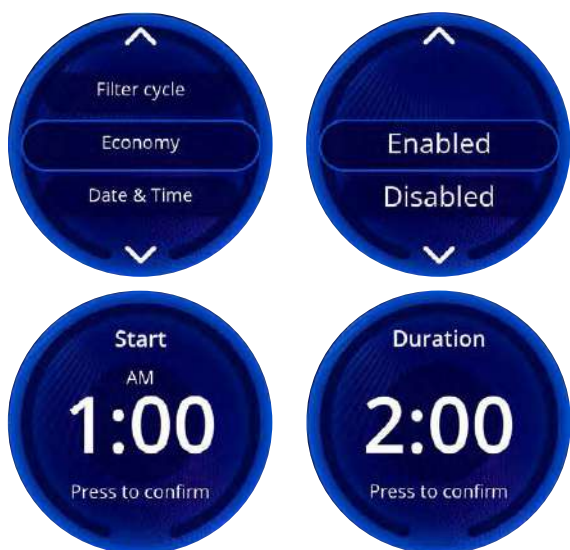 Filter cycle
Economy
Date & Time
Enabled
Disabled
Start
AM
1:00
Press to confirm
Duration
2:00
Press to confirm